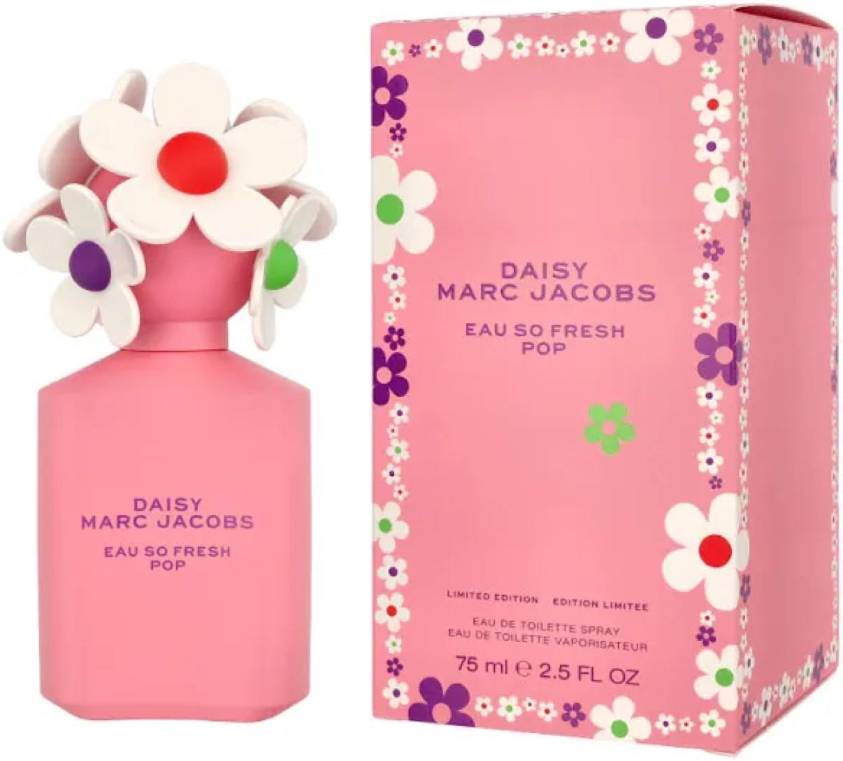 DAISY
MARC JACOBS
EAU SO FRESH
POP
DAISY
MARC JACOBS
EAU SO FRESH
POP
LIMITED EDITION EDITION LIMITEE
EAU DE TOILETTE SPRAY
EAU DE TOILETTE VAPORISATEUR
75 ml ℮ 2.5 FL OZ